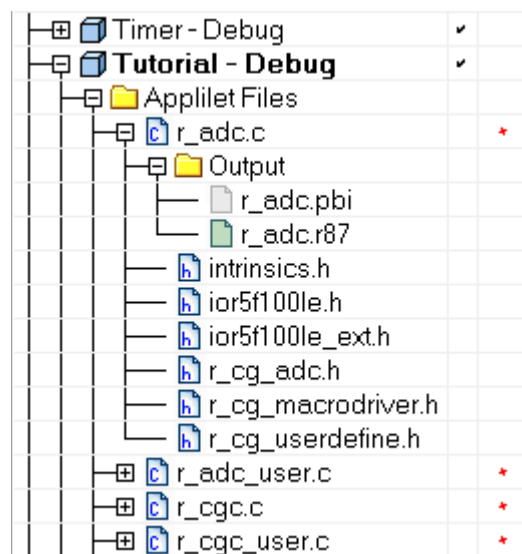 Timer - Debug
Tutorial - Debug
Applilet Files
r_adc.c
Output
r_adc.pbi
r_adc.r87
intrinsics.h
ior5f100le.h
ior5f100le_ext.h
r_cg_adc.h
r_cg_macrodriver.h
r_cg_userdefine.h
r_adc_user.c
r_cgc.c
r_cgc_user.c